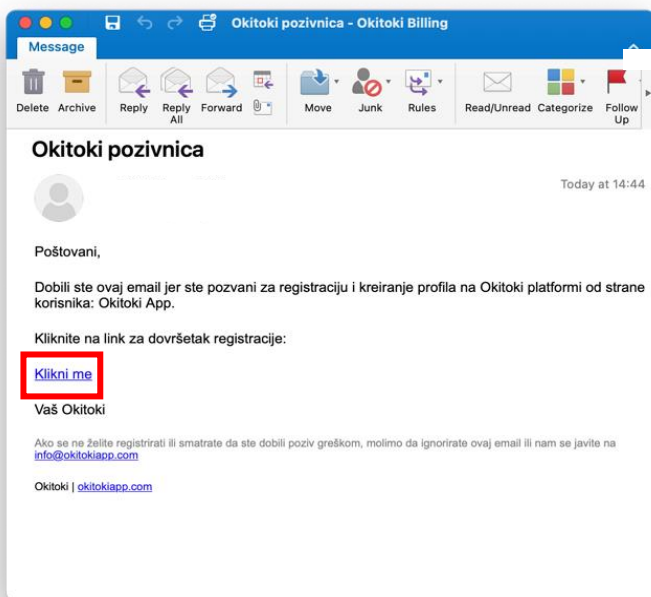 Okitoki pozivnica - Okitoki Billing
Message
Delete Archive Reply Reply All Forward Move Junk Rules Read/Unread Categorize Follow Up
Okitoki pozivnica
Today at 14:44
Poštovani,
Dobili ste ovaj email jer ste pozvani za registraciju i kreiranje profila na Okitoki platformi od strane
korisnika: Okitoki App.
Kliknite na link za dovršetak registracije:
Klikni me
Vaš Okitoki
Ako se ne želite registrirati ili smatrate da ste dobili poziv greškom, molimo da ignorirate ovaj email ili nam se javite na
info@okitokiapp.com
Okitoki | okitokiapp.com